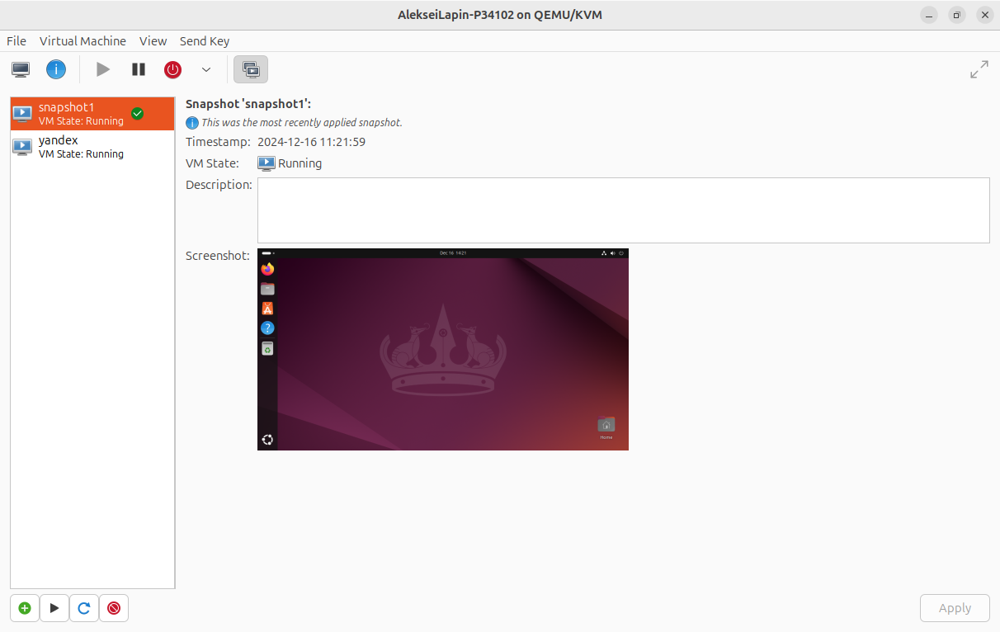 AlekseiLapin-P34102 on QEMU/KVM
File Virtual Machine View Send Key
snapshot1
VM State: Running
yandex
VM State: Running
Snapshot 'snapshot1':
This was the most recently applied snapshot.
Timestamp: 2024-12-16 11:21:59
VM State: Running
Description:
Screenshot:
Dec 16 14:21
Home
Apply